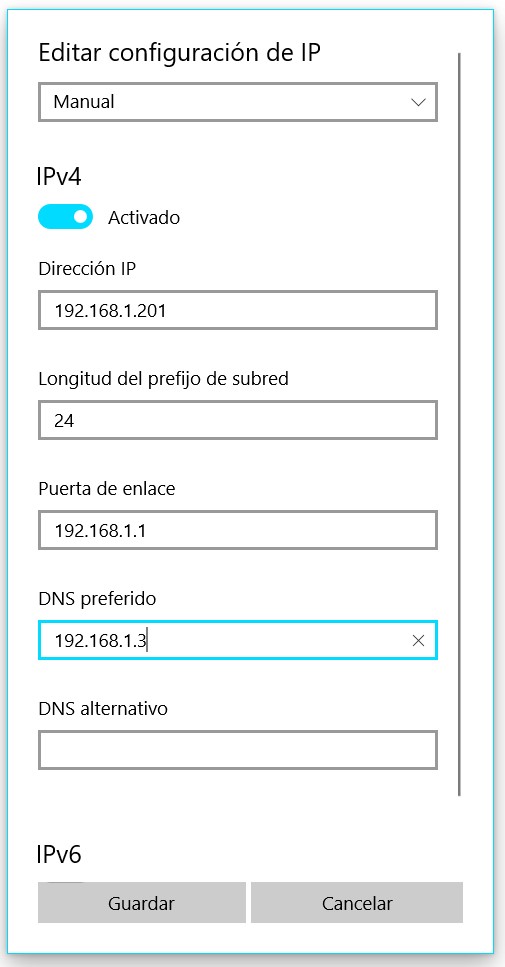 Editar configuración de IP
Manual
IPv4
Activado
Dirección IP
192.168.1.201
Longitud del prefijo de subred
24
Puerta de enlace
192.168.1.1
DNS preferido
192.168.1.3
DNS alternativo
IPv6
Guardar Cancelar